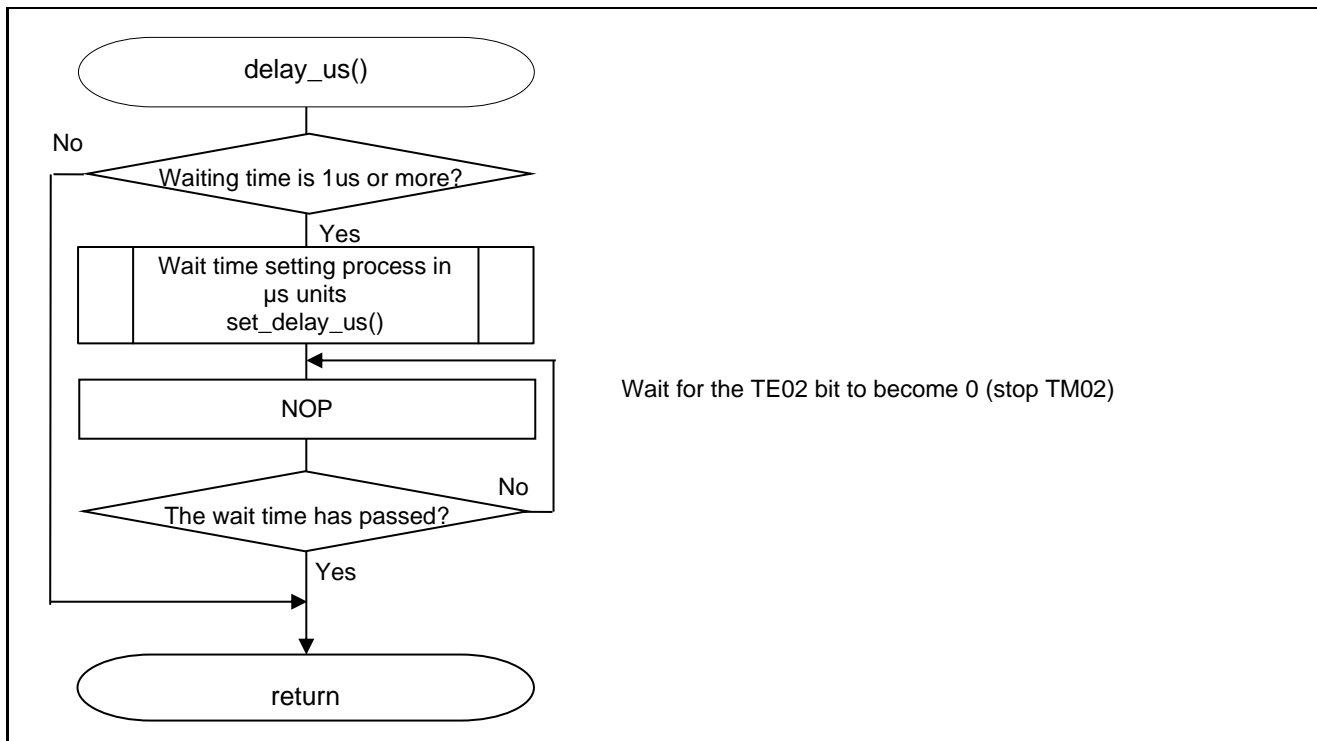 delay_us()
No
Waiting time is 1us or more?
Yes
Wait time setting process in
µs units
set_delay_us()
NOP
Wait for the TE02 bit to become 0 (stop TM02)
No
The wait time has passed?
Yes
return